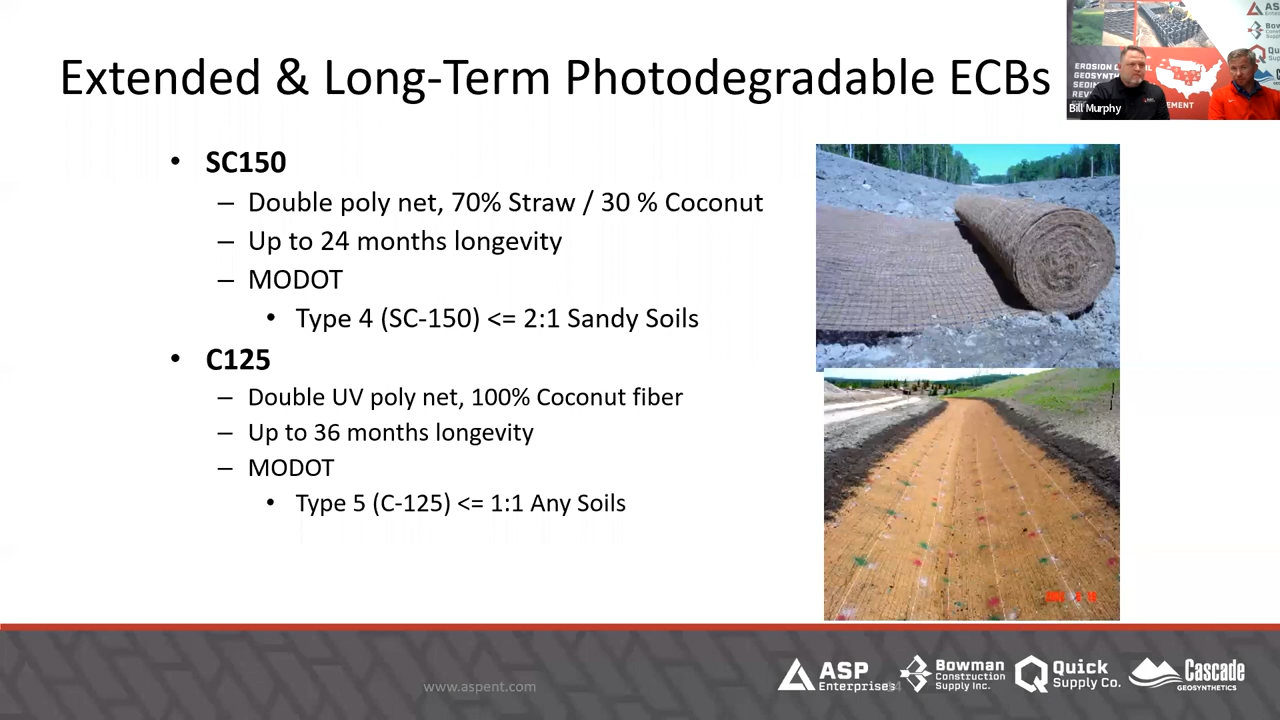 Extended & Long-Term Photodegradable ECBs
• SC150
– Double poly net, 70% Straw / 30 % Coconut
– Up to 24 months longevity
– MODOT
• Type 4 (SC-150) <= 2:1 Sandy Soils
• C125
– Double UV poly net, 100% Coconut fiber
– Up to 36 months longevity
– MODOT
• Type 5 (C-125) <= 1:1 Any Soils
Bill Murphy
www.aspent.com
ASP
Enterprises
Bowman
Construction
Supply Inc.
Quick
Supply Co.
Cascade
GEOSYNTHETICS